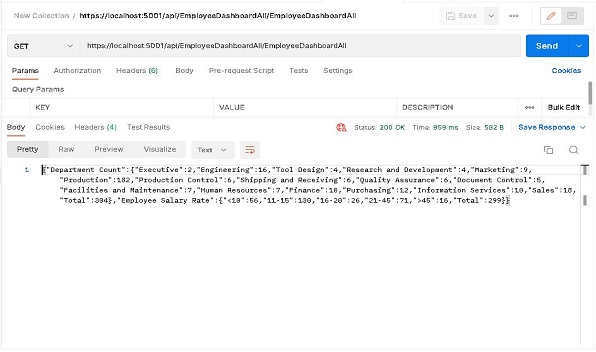 New Collection / https://localhost:5001/api/EmployeeDashboardAll/EmployeeDashboardAll
Save
GET https://localhost:5001/api/EmployeeDashboardAll/EmployeeDashboardAll Send
Params Authorization Headers (6) Body Pre-request Script Tests Settings Cookies
Query Params
KEY VALUE DESCRIPTION Bulk Edit
Body Cookies Headers (4) Test Results Status: 200 OK Time: 959 ms Size: 582 B Save Response
Pretty Raw Preview Visualize Text
1 {"Department Count":{"Executive":2,"Engineering":16,"Tool Design":4,"Research and Development":4,"Marketing":9,
"Production":182,"Production Control":6,"Shipping and Receiving":6,"Quality Assurance":6,"Document Control":5,
"Facilities and Maintenance":7,"Human Resources":7,"Finance":18,"Purchasing":12,"Information Services":10,"Sales":18,
"Total":304},"Employee Salary Rate":{"<10":56,"11-15":130,"16-20":26,"21-45":71,">45":16,"Total":299}}